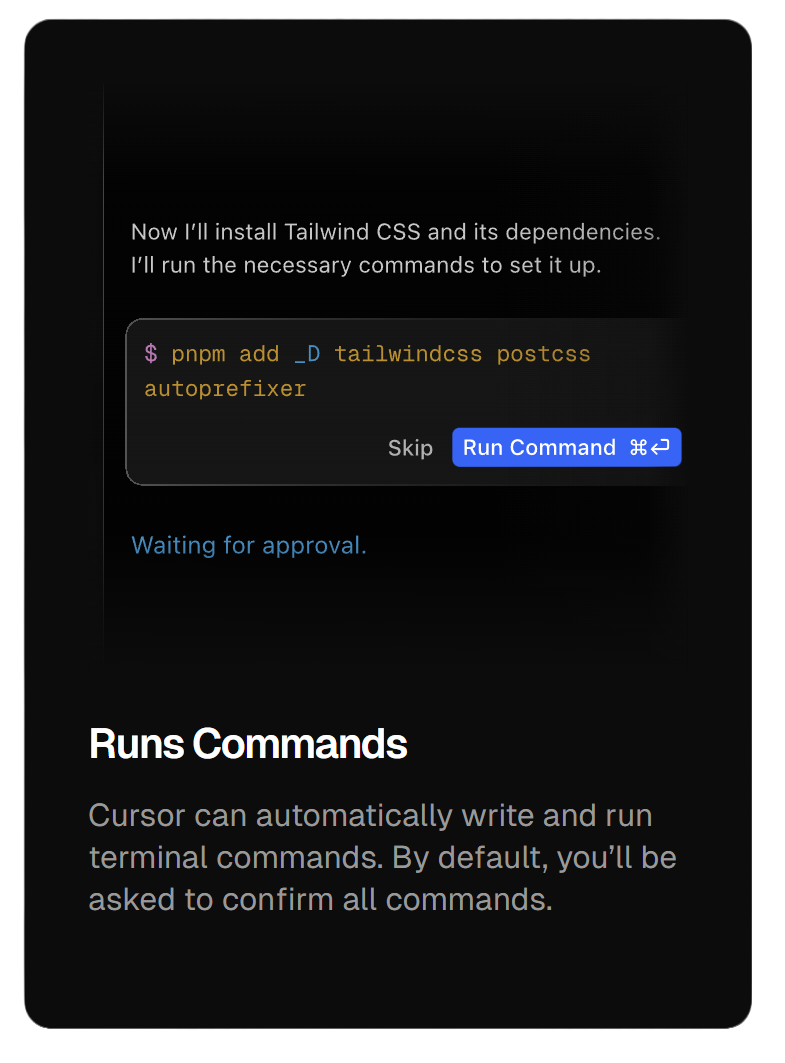 Now I’ll install Tailwind CSS and its dependencies.
I’ll run the necessary commands to set it up.
$ pnpm add _D tailwindcss postcss
autoprefixer
Skip Run Command ⌘⏎
Waiting for approval.
Runs Commands
Cursor can automatically write and run
terminal commands. By default, you’ll be
asked to confirm all commands.